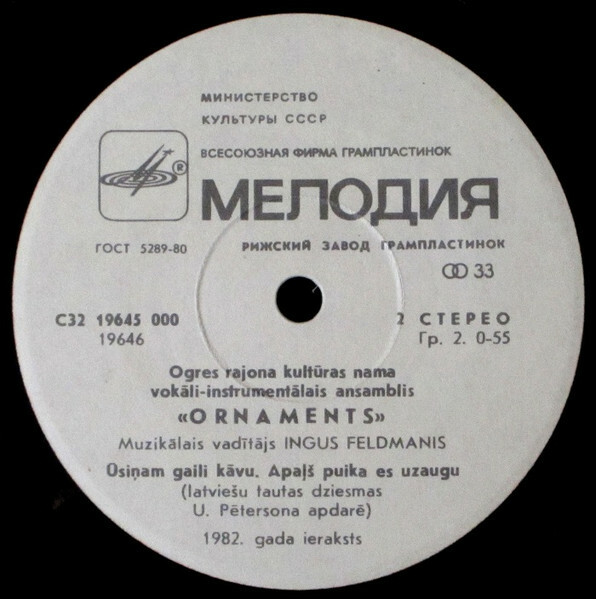 МИНИСТЕРСТВО
КУЛЬТУРЫ СССР
ВСЕСОЮЗНАЯ ФИРМА ГРАМПЛАСТИНОК
®
МЕЛОДИЯ
ГОСТ 5289-80
РИЖСКИЙ ЗАВОД ГРАМПЛАСТИНОК
33
С32 19645 000
2 СТЕРЕО
19646
Гр. 2. 0-55
Ogres rajona kultūras nama
vokāli-instrumentālais ansamblis
«ORNAMENTS»
Muzikālais vadītājs INGUS FELDMANIS
Osiņam gaili kāvu. Apaļš puika es uzaugu
(latviešu tautas dziesmas
U. Pētersona apdarē)
1982. gada ieraksts